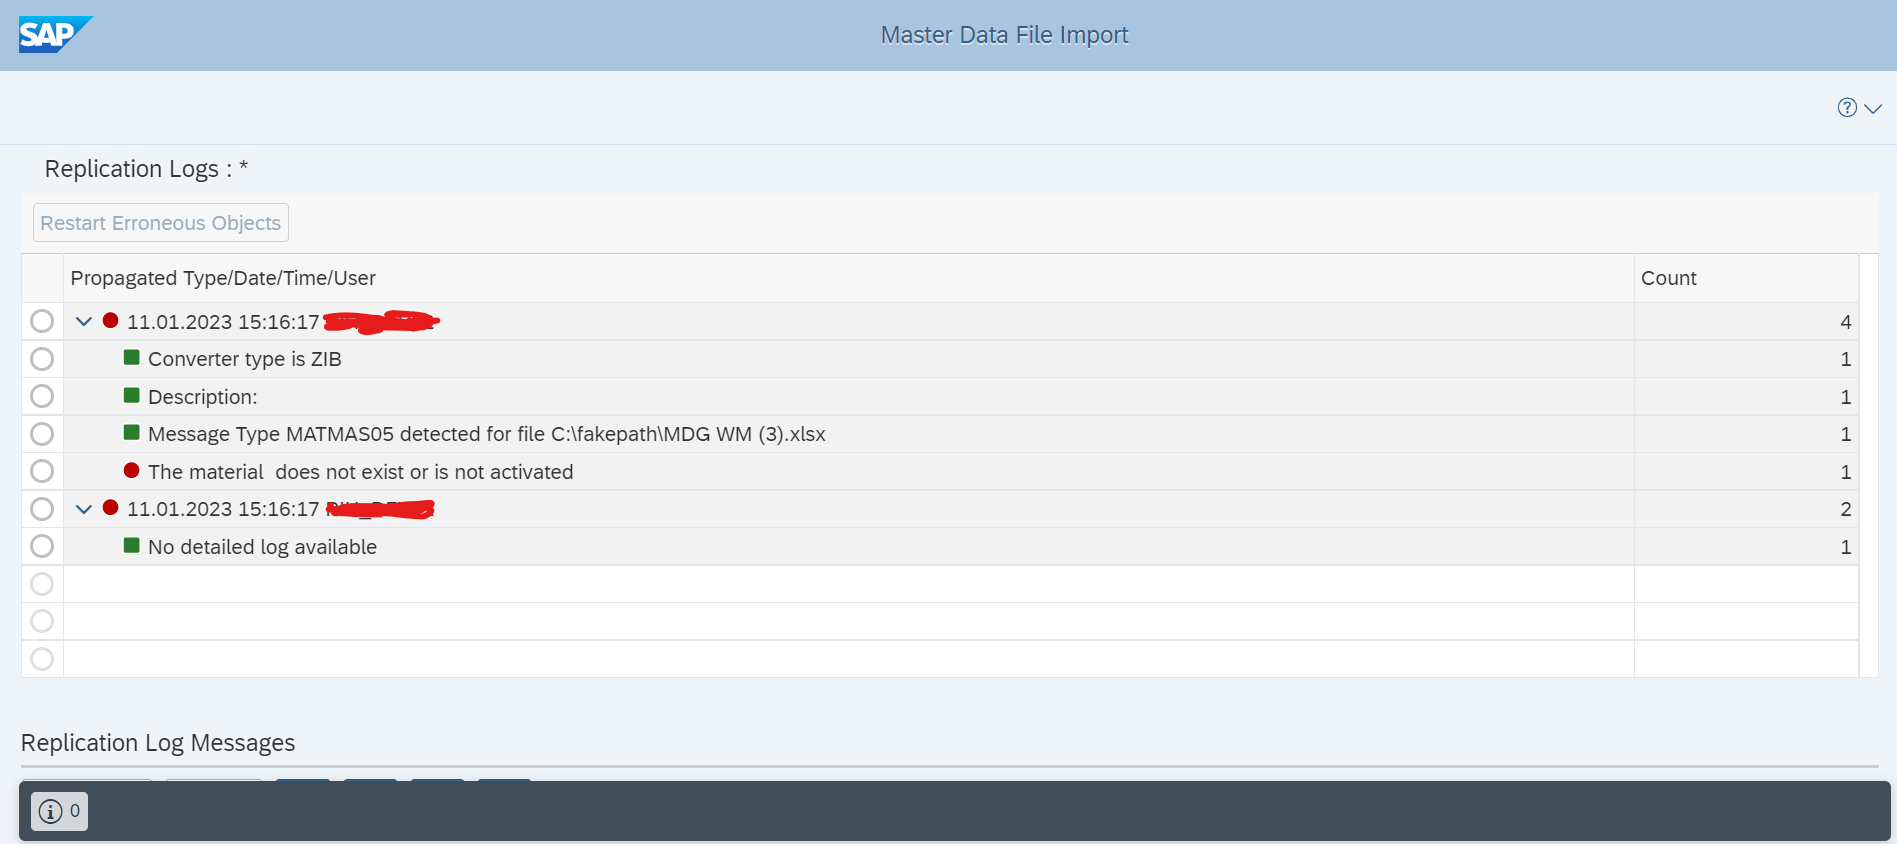 SAP
Master Data File Import
Replication Logs : *
Restart Erroneous Objects
Propagated Type/Date/Time/User Count
11.01.2023 15:16:17 4
Converter type is ZIB 1
Description: 1
Message Type MATMAS05 detected for file C:\fakepath\MDG WM (3).xlsx 1
The material  does not exist or is not activated 1
11.01.2023 15:16:17 2
No detailed log available 1
Replication Log Messages
0